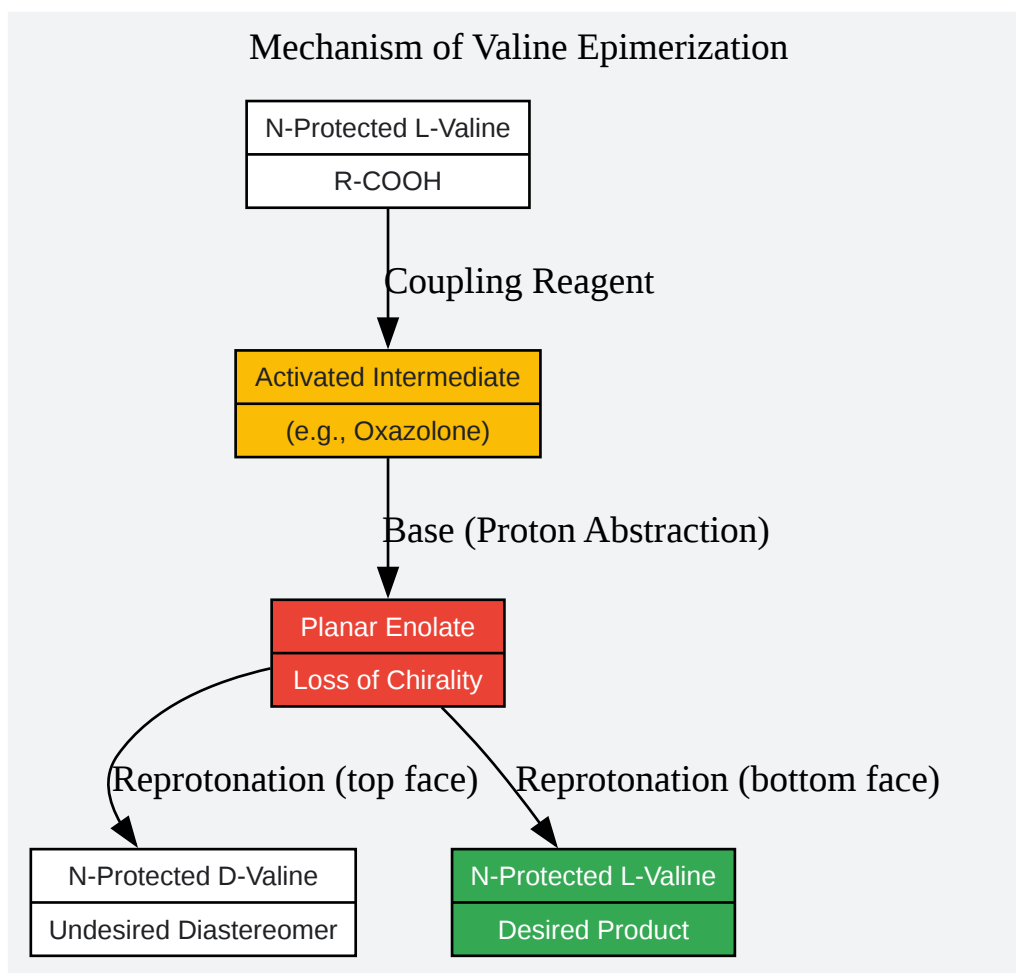 Mechanism of Valine Epimerization
N-Protected L-Valine
R-COOH
Coupling Reagent
Activated Intermediate
(e.g., Oxazolone)
Base (Proton Abstraction)
Planar Enolate
Loss of Chirality
Reprotonation (top face)
Reprotonation (bottom face)
N-Protected D-Valine
Undesired Diastereomer
N-Protected L-Valine
Desired Product